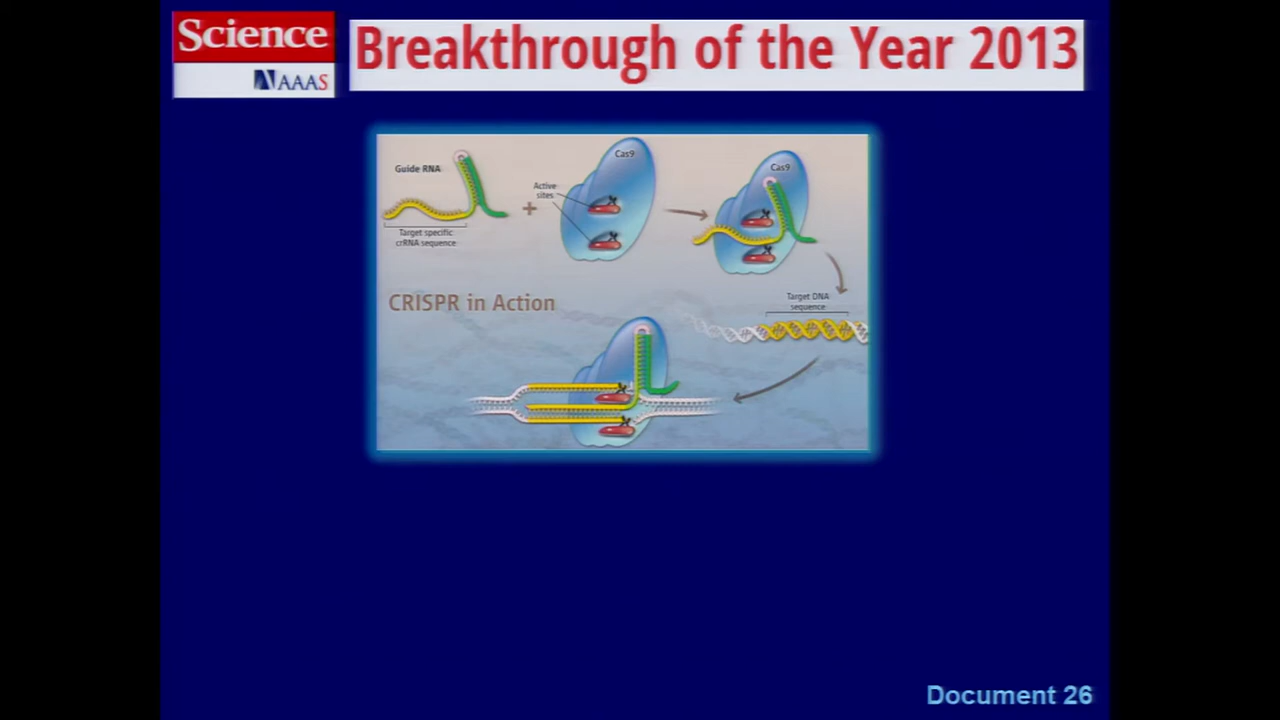 Science
AAAS
Breakthrough of the Year 2013
Guide RNA
Target specific
crRNA sequence
+
Active
sites
Cas9
Cas9
CRISPR in Action
Target DNA
sequence
Document 26